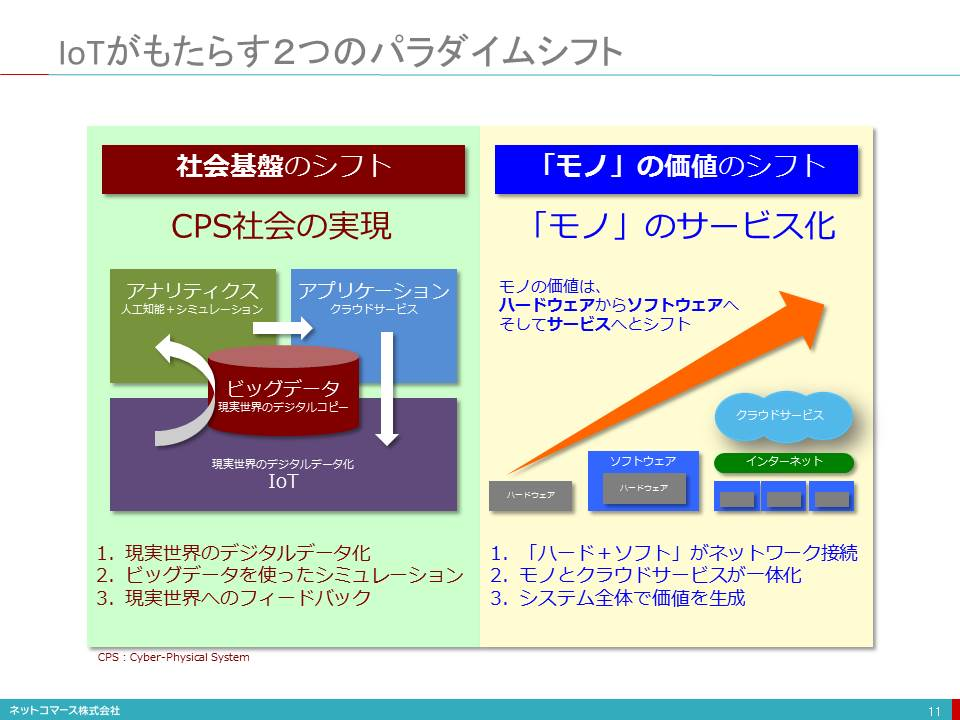 IoTがもたらす２つのパラダイムシフト
社会基盤のシフト
CPS社会の実現
アナリティクス
人工知能＋シミュレーション
アプリケーション
クラウドサービス
ビッグデータ
現実世界のデジタルコピー
現実世界のデジタルデータ化
IoT
1. 現実世界のデジタルデータ化
2. ビッグデータを使ったシミュレーション
3. 現実世界へのフィードバック
「モノ」の価値のシフト
「モノ」のサービス化
モノの価値は、
ハードウェアからソフトウェアへ
そしてサービスへとシフト
クラウドサービス
インターネット
ソフトウェア
ハードウェア
ハードウェア
1. 「ハード＋ソフト」がネットワーク接続
2. モノとクラウドサービスが一体化
3. システム全体で価値を生成
CPS：Cyber-Physical System
ネットコマース株式会社
11